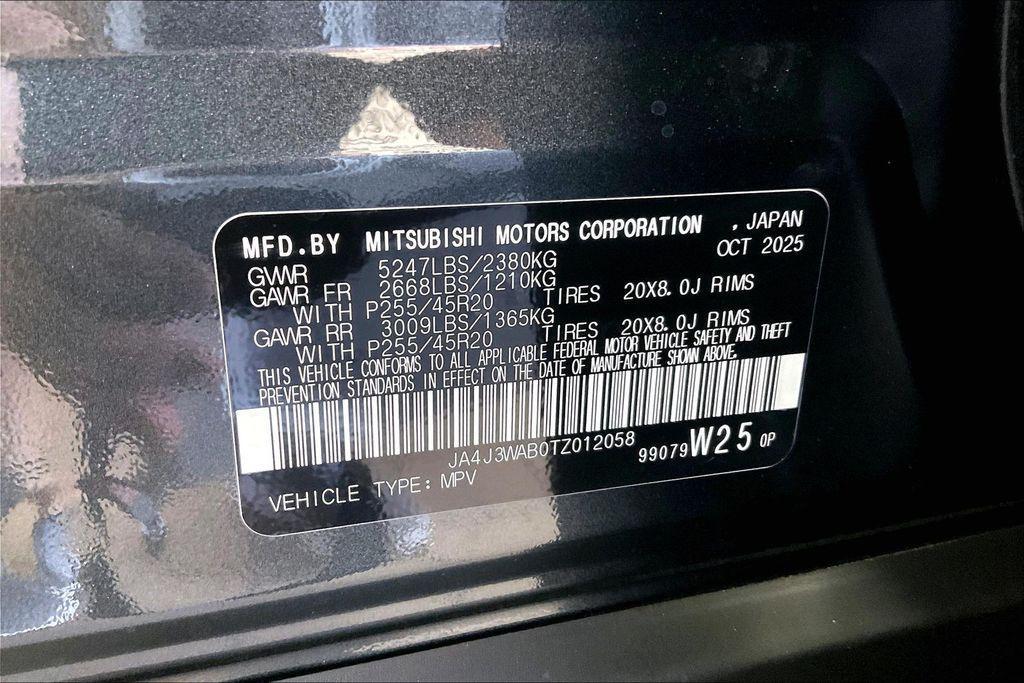 MFD.BY MITSUBISHI MOTORS CORPORATION , JAPAN
OCT 2025
GWR 5247LBS/2380KG
GAWR FR 2668LBS/1210KG
WITH P255/45R20 TIRES 20X8.0J RIMS
GAWR RR 3009LBS/1365KG
WITH P255/45R20 TIRES 20X8.0J RIMS
THIS VEHICLE CONFORMS TO ALL APPLICABLE FEDERAL MOTOR VEHICLE SAFETY AND THEFT
PREVENTION STANDARDS IN EFFECT ON THE DATE OF MANUFACTURE SHOWN ABOVE.
JA4J3WAB0TZ012058
99079 W25 0P
VEHICLE TYPE: MPV